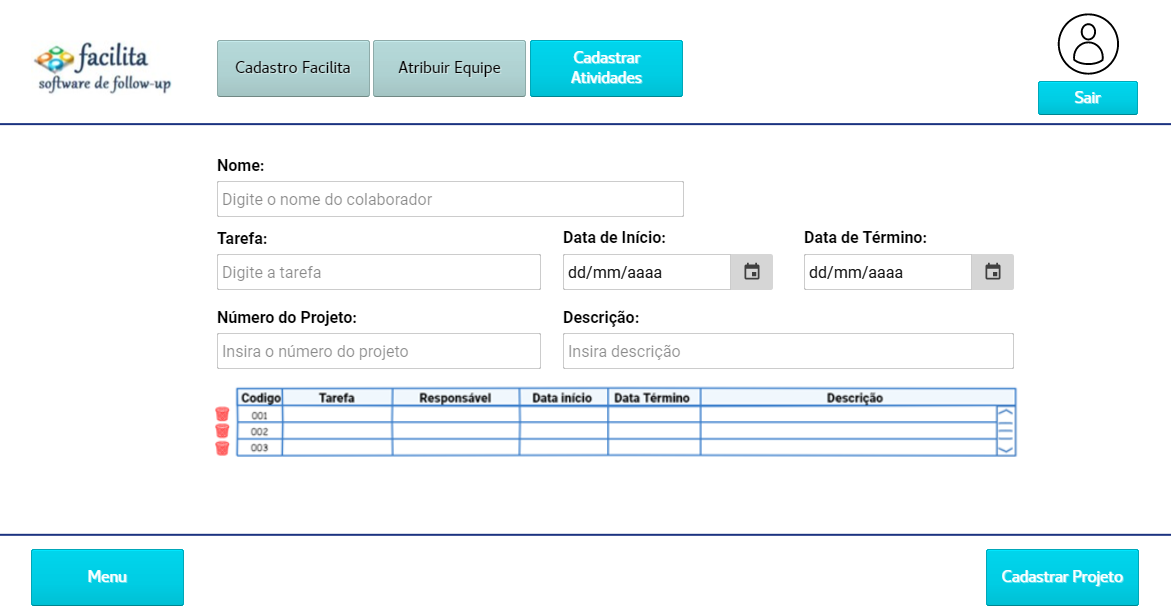 facilita
software de follow-up
Cadastro Facilita
Atribuir Equipe
Cadastrar
Atividades
Sair
Nome:
Digite o nome do colaborador
Tarefa:
Data de Início:
Data de Término:
Digite a tarefa
dd/mm/aaaa
dd/mm/aaaa
Número do Projeto:
Descrição:
Insira o número do projeto
Insira descrição
Codigo Tarefa Responsável Data início Data Término Descrição
001
002
003
Menu
Cadastrar Projeto